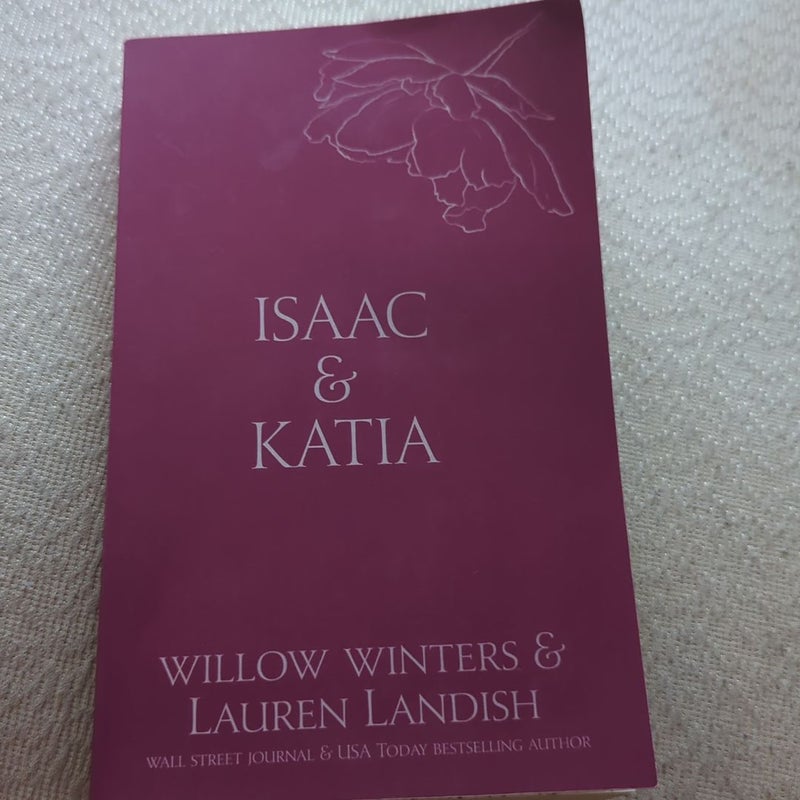 ISAAC
&
KATIA
WILLOW WINTERS &
LAUREN LANDISH
WALL STREET JOURNAL & USA TODAY BESTSELLING AUTHOR